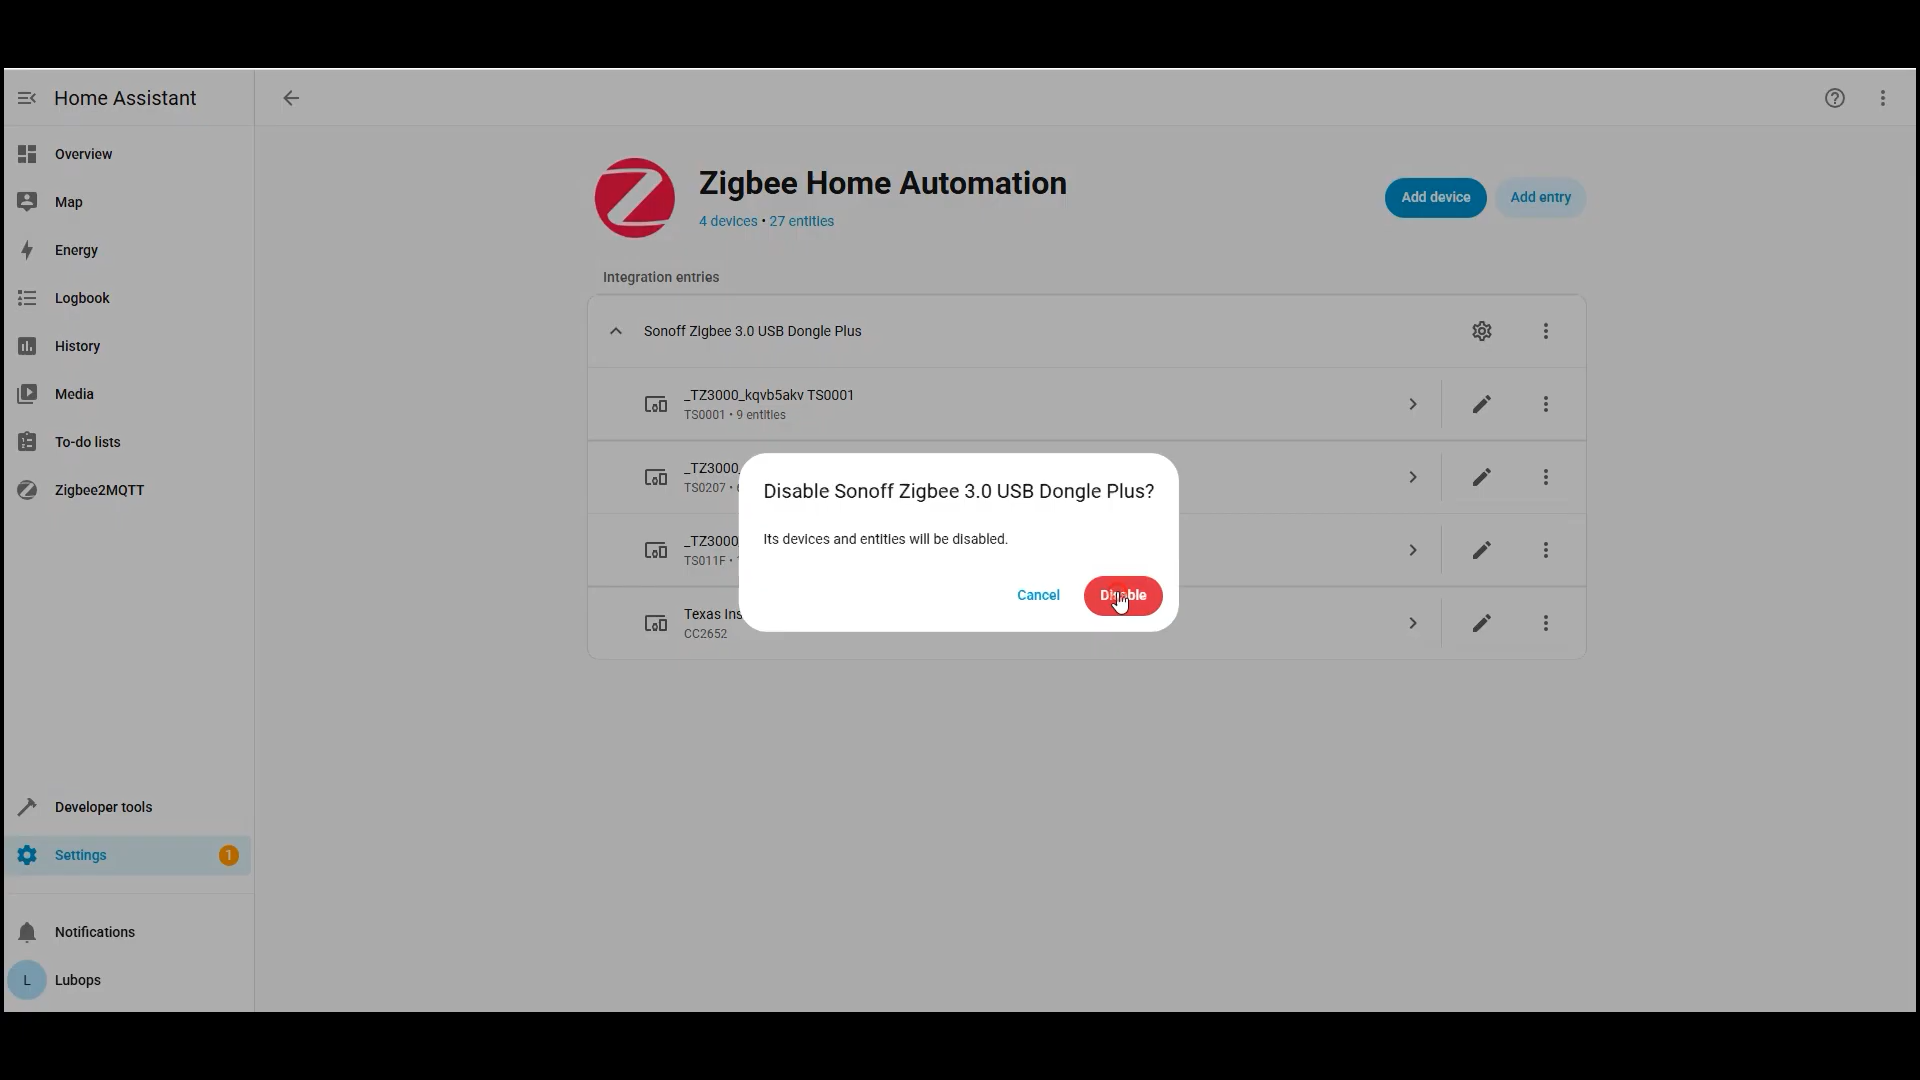 Home Assistant
Overview
Map
Energy
Logbook
History
Media
To-do lists
Zigbee2MQTT
Developer tools
Settings 1
Notifications
L Lubops
Zigbee Home Automation
4 devices • 27 entities
Add device
Add entry
Integration entries
Sonoff ZIgbee 3.0 USB Dongle Plus
_TZ3000_kqvb5akv TS0001
TS0001 • 9 entities
_TZ3000_
TS0207 •
_TZ3000
TS011F •
Texas Ins
CC2652
Disable Sonoff Zigbee 3.0 USB Dongle Plus?
Its devices and entities will be disabled.
Cancel
Disable